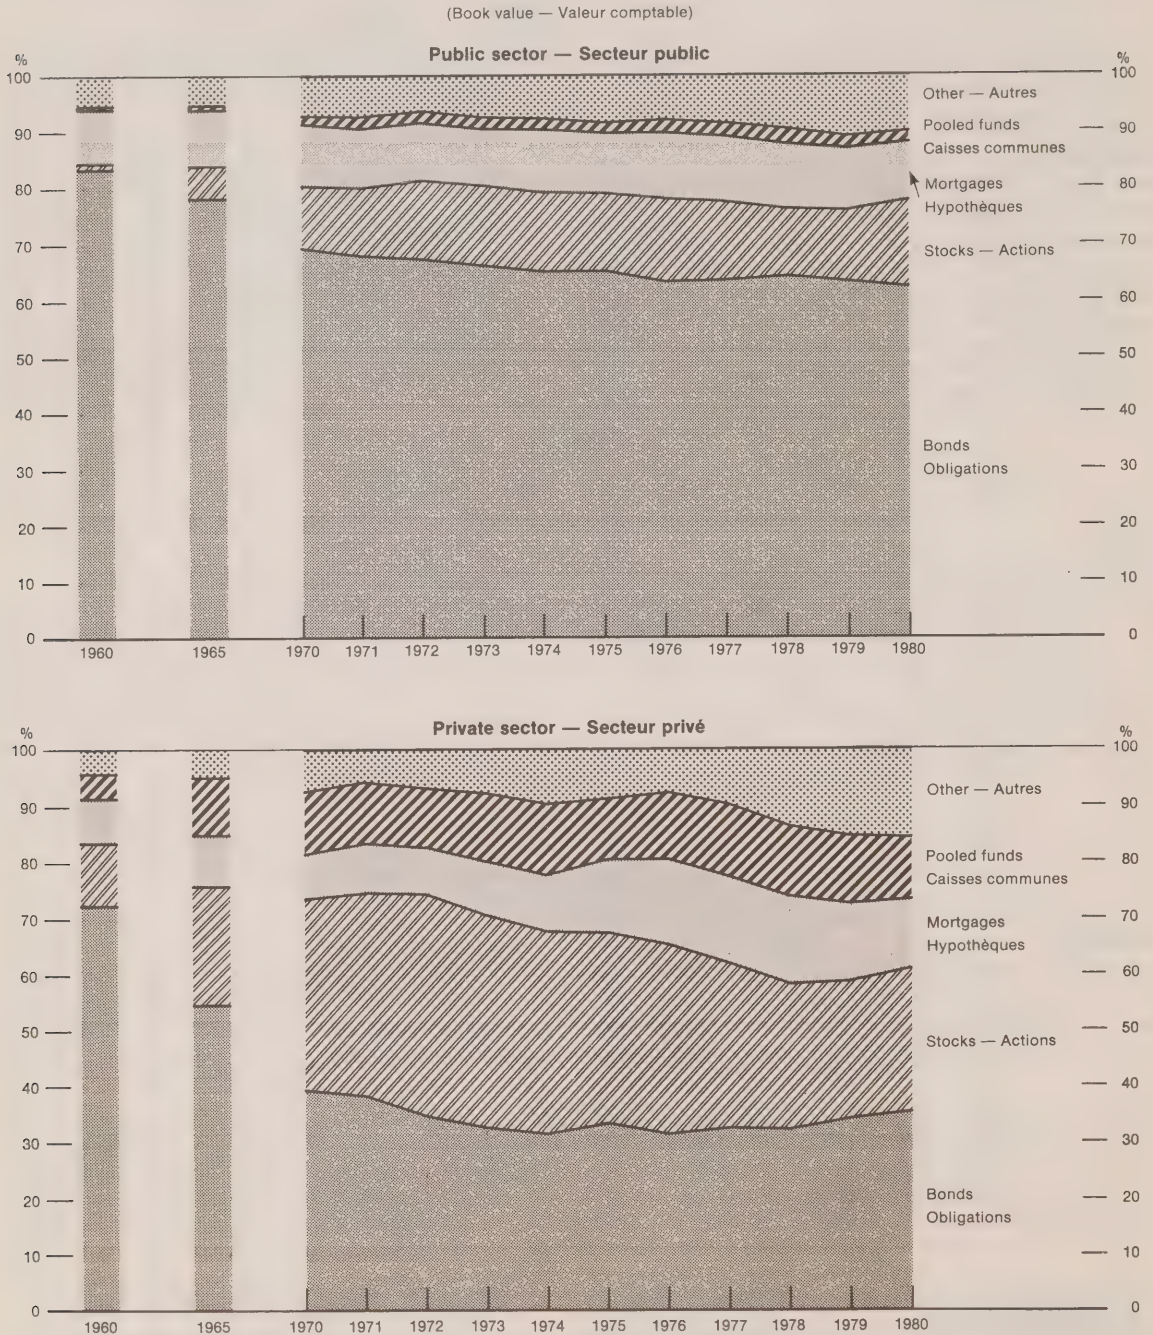 (Book value — Valeur comptable)
Public sector — Secteur public
% %
100 100
Other — Autres
Pooled funds
90 90
Caisses communes
80 Mortgages 80
Hypothèques
70 Stocks — Actions 70
60 60
50 50
40 40
Bonds
30 Obligations 30
20 20
10 10
0 0
1960 1965 1970 1971 1972 1973 1974 1975 1976 1977 1978 1979 1980
Private sector — Secteur privé
% %
100 100
Other — Autres
90 90
Pooled funds
80 80
Caisses communes
Mortgages
70 70
Hypothèques
60 60
50 Stocks — Actions 50
40 40
30 30
20 Bonds 20
Obligations
10 10
0 0
1960 1965 1970 1971 1972 1973 1974 1975 1976 1977 1978 1979 1980